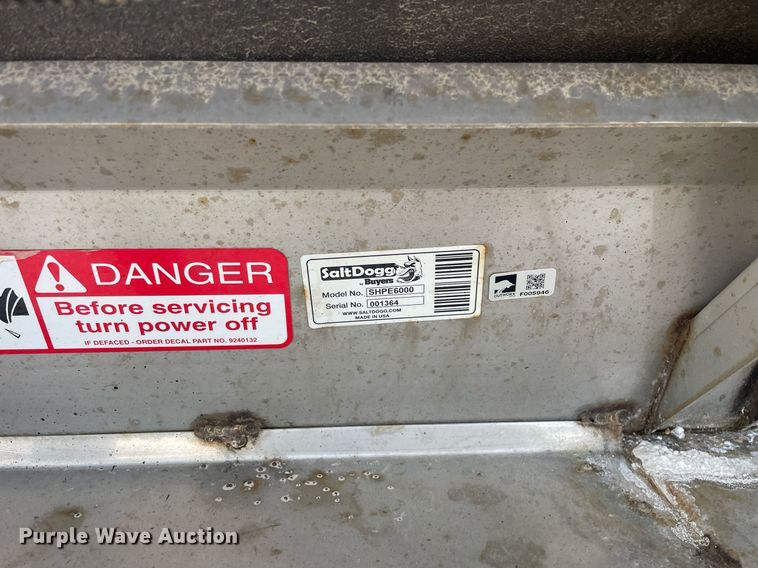 DANGER
Before servicing
turn power off
IF DEFACED - ORDER DECAL PART NO. 9240132
SaltDogg
by Buyers
Model No. SHPE6000
Serial No. 001364
WWW.SALTDOGG.COM
MADE IN USA
OUTWORX
F005946
Purple Wave Auction